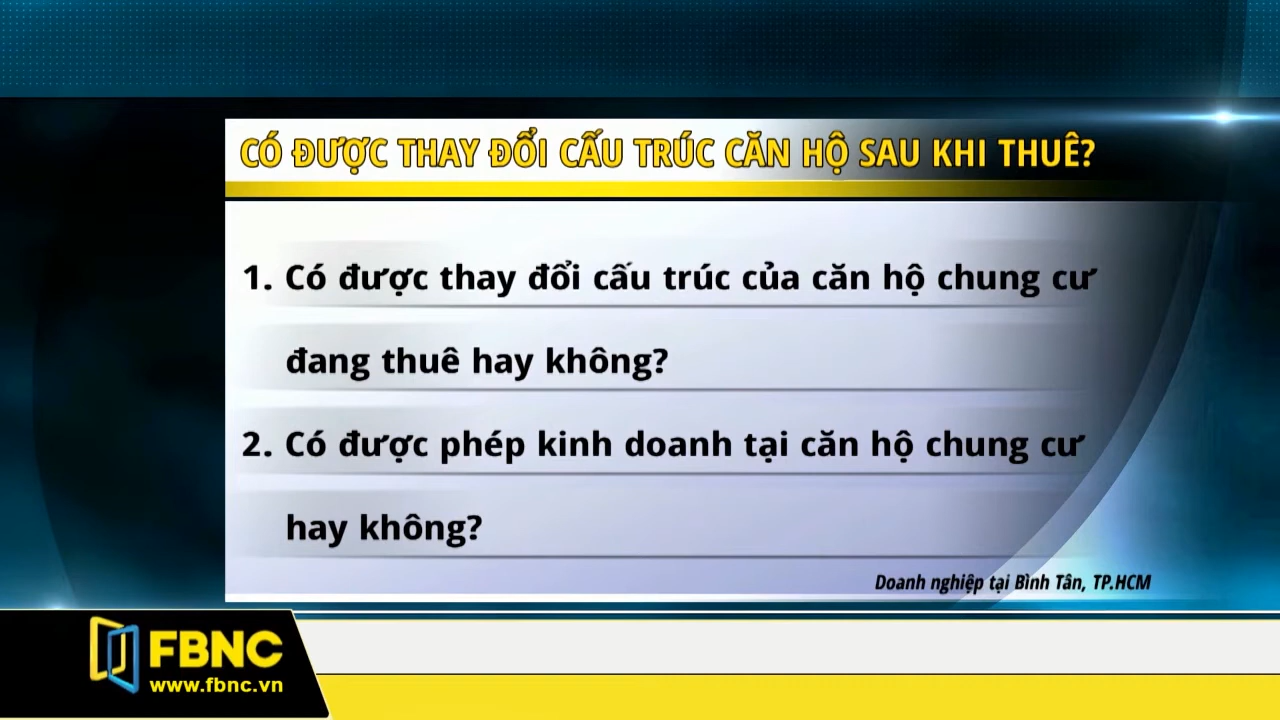 CÓ ĐƯỢC THAY ĐỔI CẤU TRÚC CĂN HỘ SAU KHI THUÊ?
1. Có được thay đổi cấu trúc của căn hộ chung cư
đang thuê hay không?
2. Có được phép kinh doanh tại căn hộ chung cư
hay không?
Doanh nghiệp tại Bình Tân, TP.HCM
FBNC
www.fbnc.vn